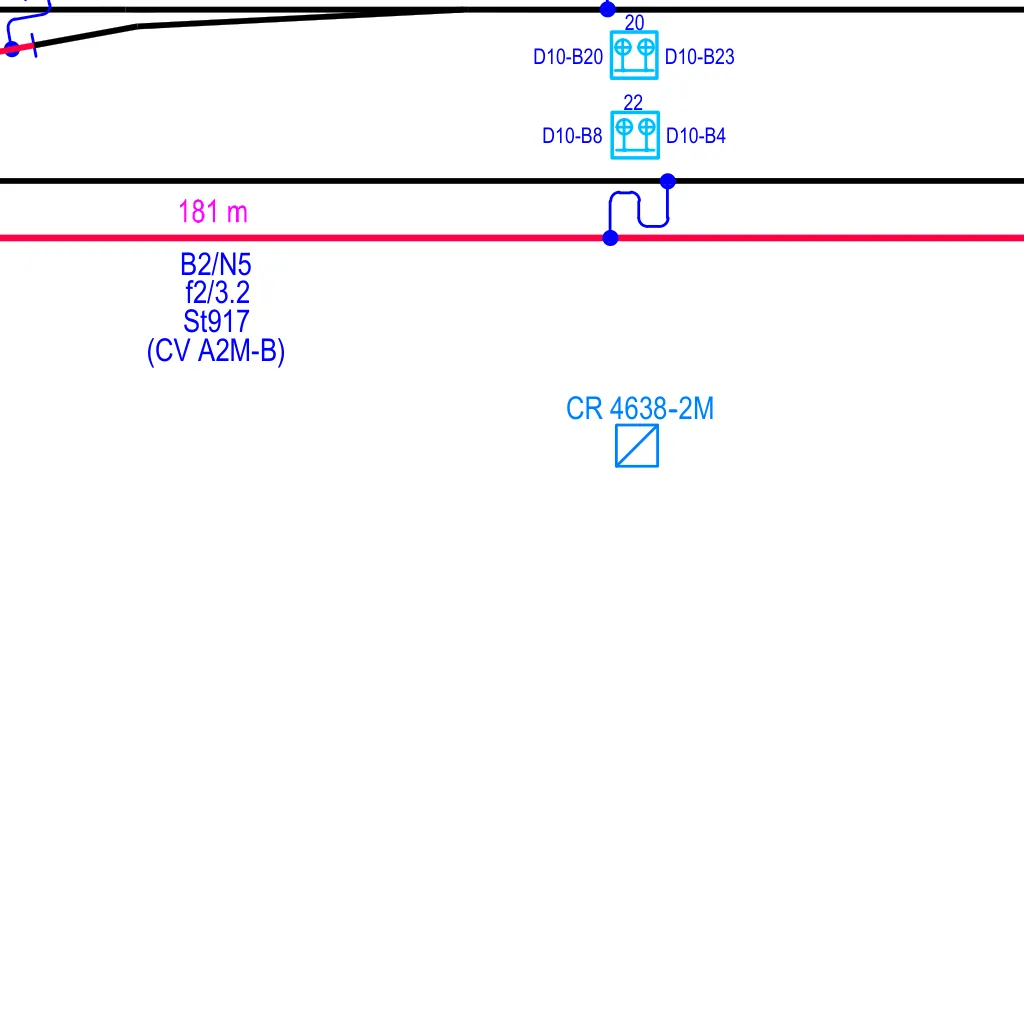 20
D10-B20 D10-B23
22
D10-B8 D10-B4
181 m
B2/N5
f2/3.2
St917
(CV A2M-B)
CR 4638-2M